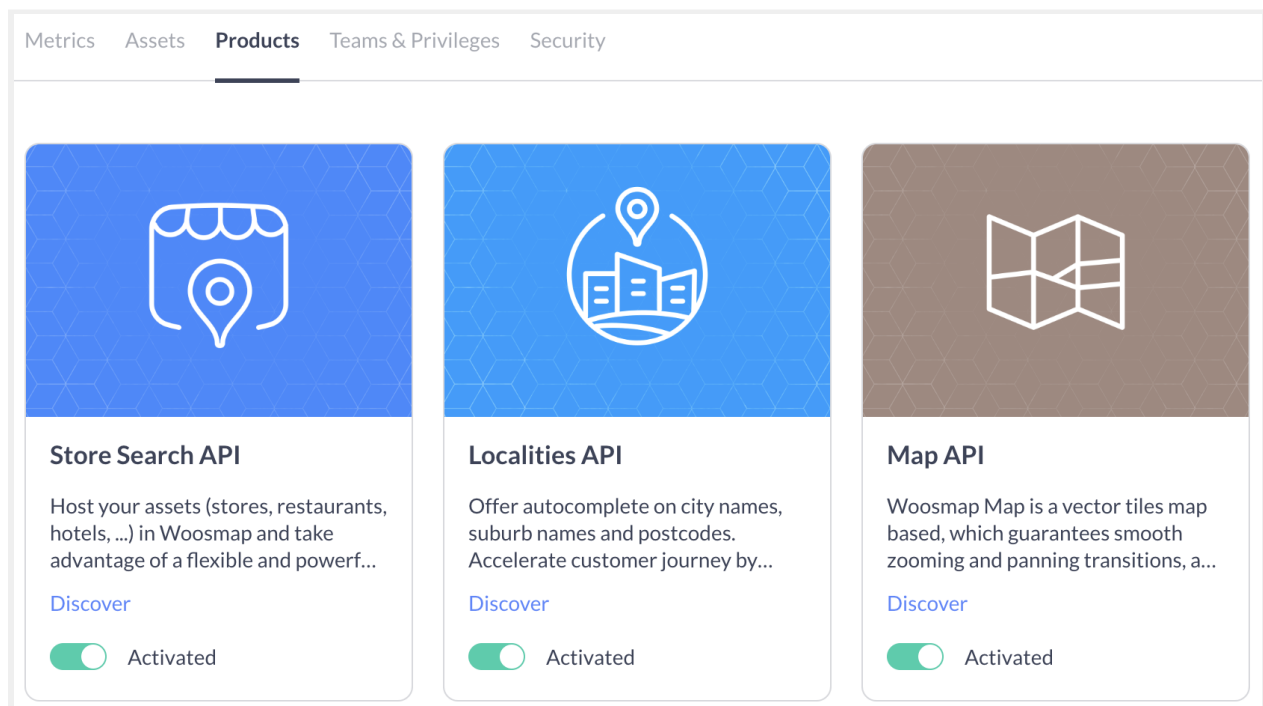 Metrics Assets Products Teams & Privileges Security
Store Search API
Host your assets (stores, restaurants,
hotels, ...) in Woosmap and take
advantage of a flexible and powerf...
Discover
Activated
Localities API
Offer autocomplete on city names,
suburb names and postcodes.
Accelerate customer journey by...
Discover
Activated
Map API
Woosmap Map is a vector tiles map
based, which guarantees smooth
zooming and panning transitions, a...
Discover
Activated